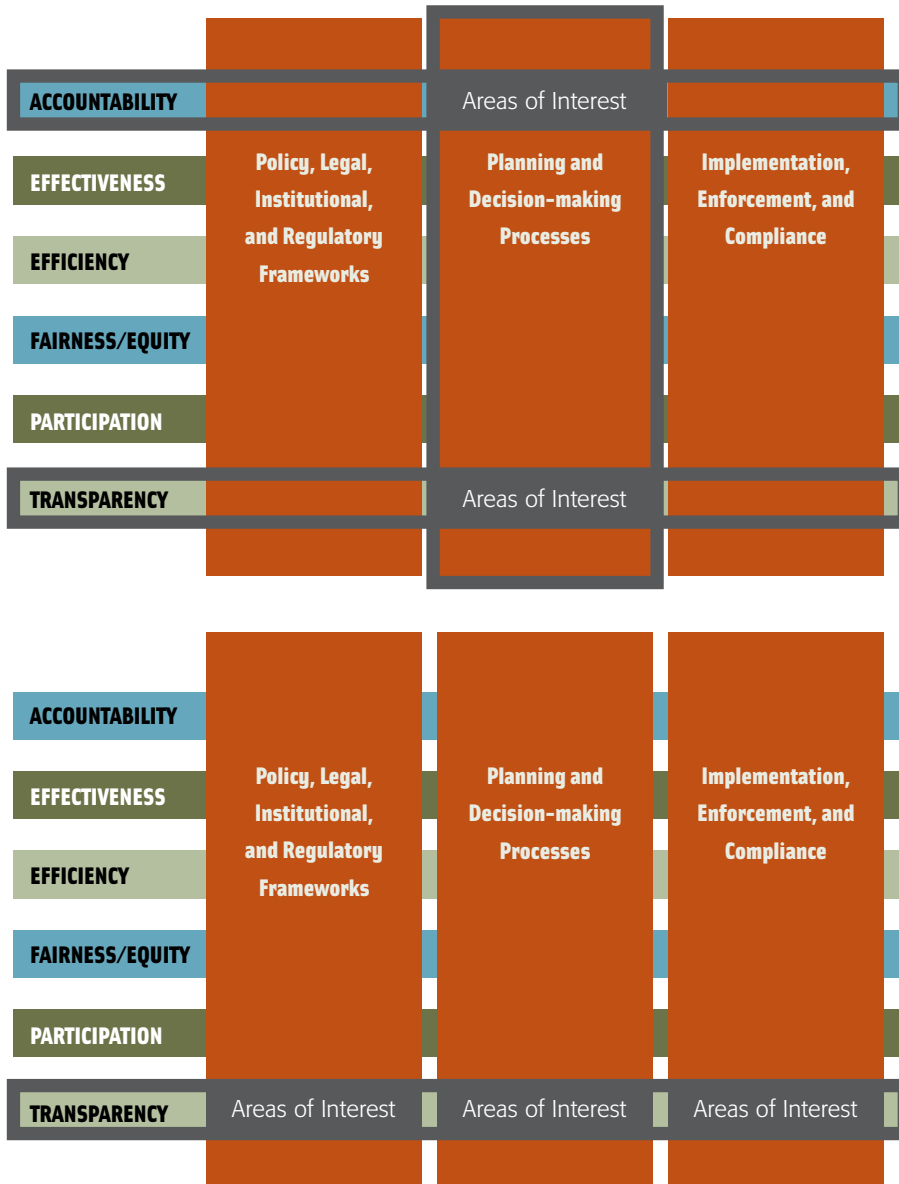 ACCOUNTABILITY
Areas of Interest
EFFECTIVENESS
EFFICIENCY
FAIRNESS/EQUITY
PARTICIPATION
Policy, Legal,
Institutional,
and Regulatory
Frameworks
Planning and
Decision-making
Processes
Implementation,
Enforcement, and
Compliance
TRANSPARENCY
Areas of Interest
ACCOUNTABILITY
EFFECTIVENESS
EFFICIENCY
FAIRNESS/EQUITY
PARTICIPATION
Policy, Legal,
Institutional,
and Regulatory
Frameworks
Planning and
Decision-making
Processes
Implementation,
Enforcement, and
Compliance
TRANSPARENCY
Areas of Interest
Areas of Interest
Areas of Interest